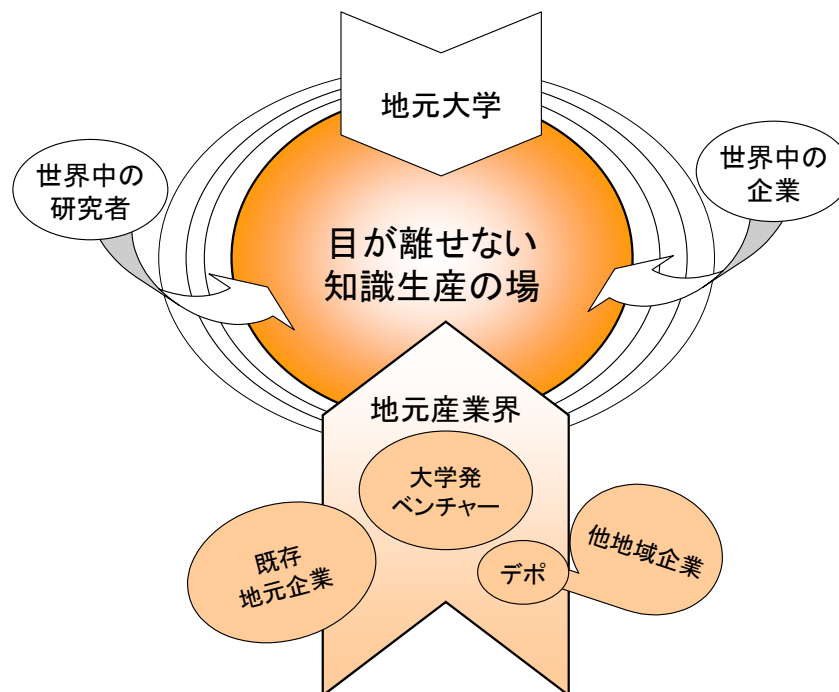 地元大学
世界中の
研究者
世界中の
企業
目が離せない
知識生産の場
地元産業界
大学発
ベンチャー
既存
地元企業
デポ
他地域企業